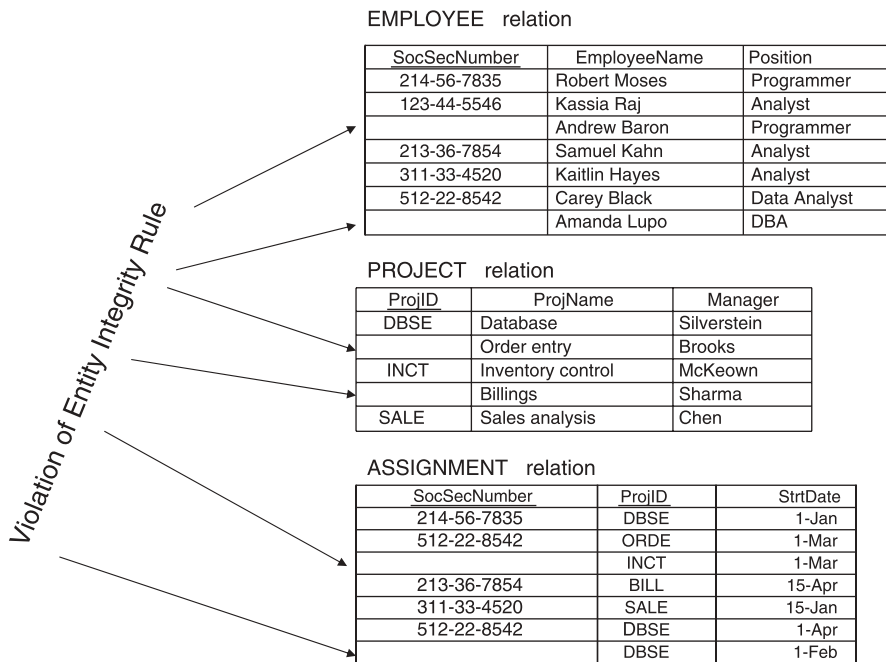 EMPLOYEE relation
SocSecNumber EmployeeName Position
214-56-7835 Robert Moses Programmer
123-44-5546 Kassia Raj Analyst
Andrew Baron Programmer
213-36-7854 Samuel Kahn Analyst
311-33-4520 Kaitlin Hayes Analyst
512-22-8542 Carey Black Data Analyst
Amanda Lupo DBA
Violation of Entity Integrity Rule
PROJECT relation
ProjID ProjName Manager
DBSE Database Silverstein
Order entry Brooks
INCT Inventory control McKeown
Billings Sharma
SALE Sales analysis Chen
ASSIGNMENT relation
SocSecNumber ProjID StrtDate
214-56-7835 DBSE 1-Jan
512-22-8542 ORDE 1-Mar
INCT 1-Mar
213-36-7854 BILL 15-Apr
311-33-4520 SALE 15-Jan
512-22-8542 DBSE 1-Apr
DBSE 1-Feb